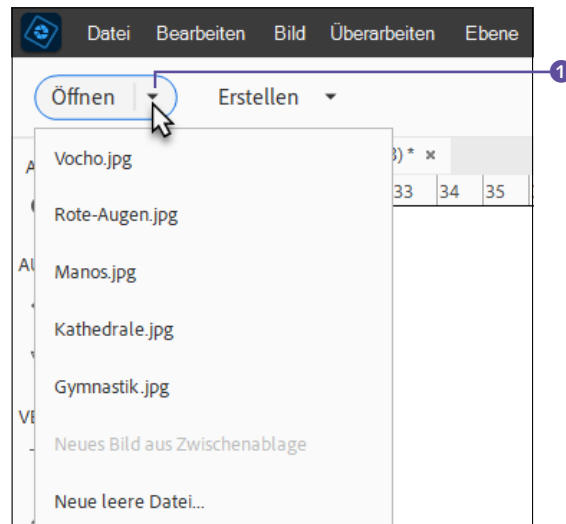 Datei Bearbeiten Bild Überarbeiten Ebene
1
Öffnen Erstellen
Vocho.jpg
3) *
33 34 35
Rote-Augen.jpg
Manos.jpg
Kathedrale.jpg
Gymnastik.jpg
Neues Bild aus Zwischenablage
Neue leere Datei...